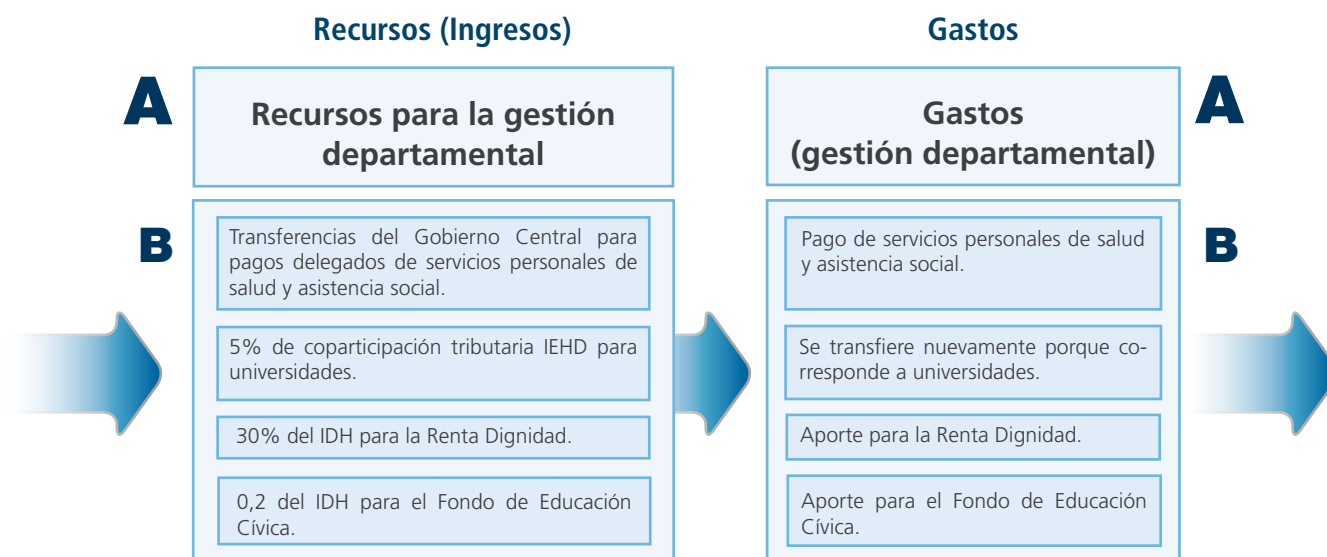 Recursos (Ingresos)
Gastos
A
Recursos para la gestión
departamental
Gastos
(gestión departamental)
A
B
Transferencias del Gobierno Central para
pagos delegados de servicios personales de
salud y asistencia social.
Pago de servicios personales de salud
y asistencia social.
B
5% de coparticipación tributaria IEHD para
universidades.
Se transfiere nuevamente porque co-
rresponde a universidades.
30% del IDH para la Renta Dignidad.
Aporte para la Renta Dignidad.
0,2 del IDH para el Fondo de Educación
Cívica.
Aporte para el Fondo de Educación
Cívica.